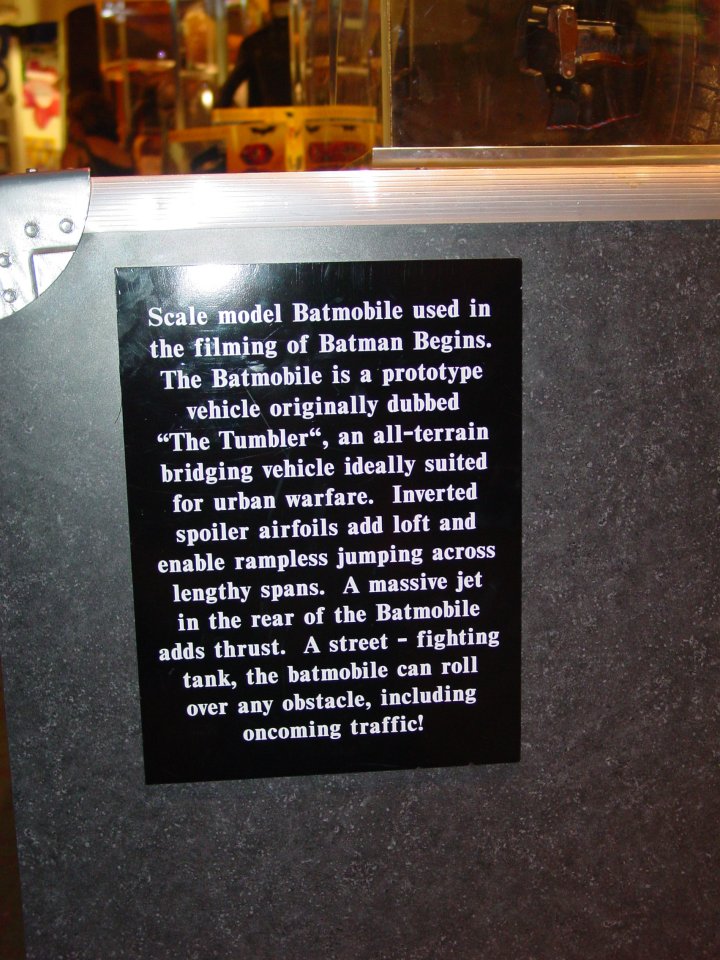 Scale model Batmobile used in
the filming of Batman Begins.
The Batmobile is a prototype
vehicle originally dubbed
“The Tumbler“, an all-terrain
bridging vehicle ideally suited
for urban warfare.  Inverted
spoiler airfoils add loft and
enable rampless jumping across
lengthy spans.  A massive jet
in the rear of the Batmobile
adds thrust.  A street - fighting
tank, the batmobile can roll
over any obstacle, including
oncoming traffic!